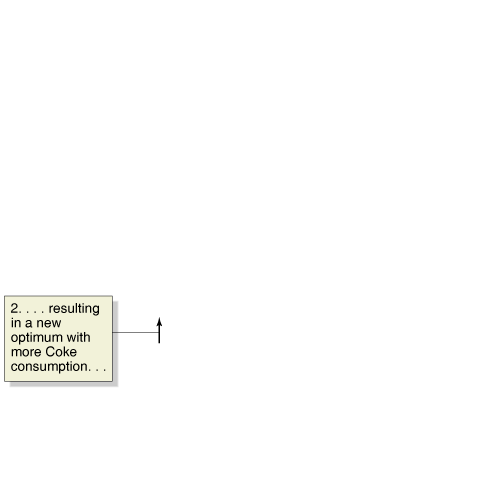 2. . . . resulting
in a new
optimum with
more Coke
consumption. . .